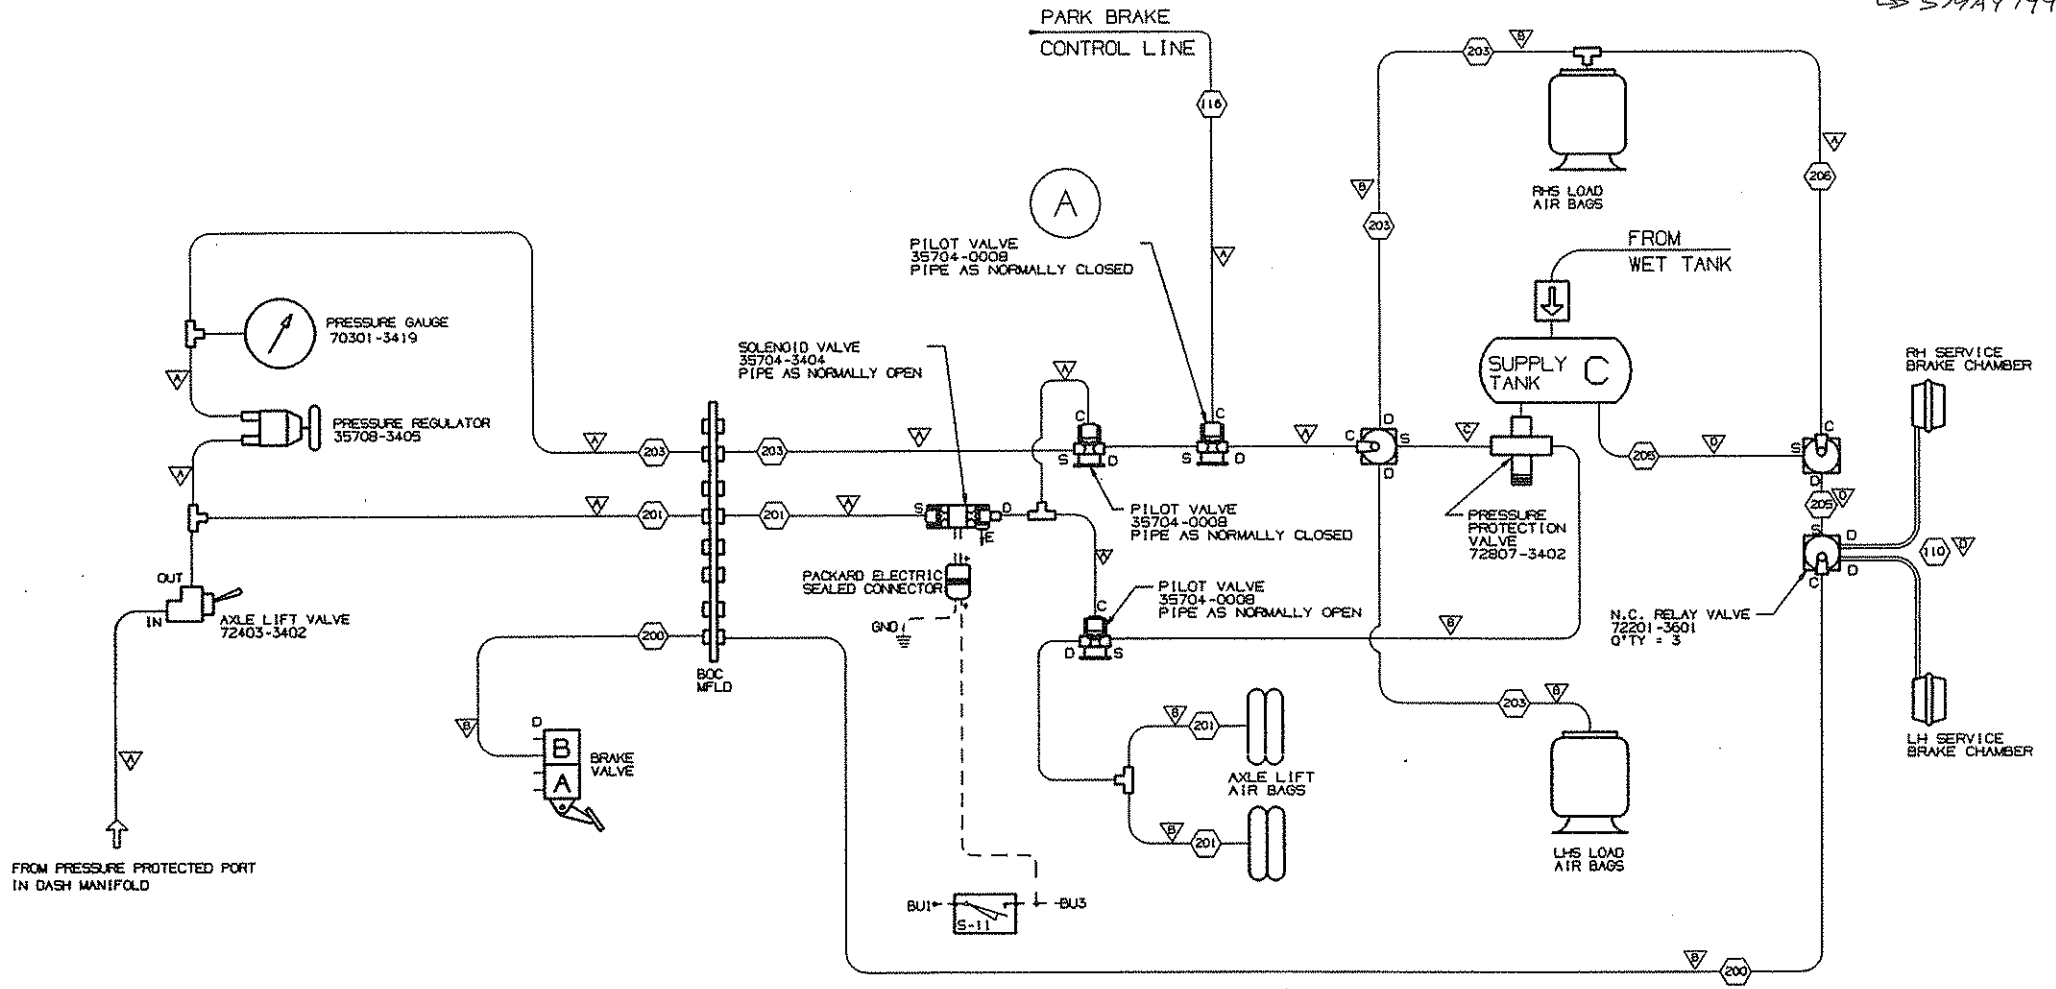 PARK BRAKE
CONTROL LINE
116
A
203
B
A
206
B
203
RHS LOAD
AIR BAGS
A
PILOT VALVE
35704-0008
PIPE AS NORMALLY CLOSED
A
FROM
WET TANK
PRESSURE GAUGE
70301-3419
A
PRESSURE REGULATOR
35708-3405
A
SOLENOID VALVE
35704-3404
PIPE AS NORMALLY OPEN
A
SUPPLY
TANK
C
RH SERVICE
BRAKE CHAMBER
A
203
203
A
C
S
D
C
S
D
A
C
D
S
D
C
205
D
C
S
D
205
D
A
201
201
A
S
D
E
PILOT VALVE
35704-0008
PIPE AS NORMALLY CLOSED
PRESSURE
PROTECTION
VALVE
72807-3402
S
D
D
C
110
D
OUT
IN
AXLE LIFT VALVE
72403-3402
PACKARD ELECTRIC
SEALED CONNECTOR
GND
A
PILOT VALVE
35704-0008
PIPE AS NORMALLY OPEN
C
D
S
B
N.C. RELAY VALVE
72201-3601
Q'TY = 3
200
BOC
MFLD
B
D
B
A
BRAKE
VALVE
A
B
201
AXLE LIFT
AIR BAGS
B
201
203
B
LHS LOAD
AIR BAGS
LH SERVICE
BRAKE CHAMBER
FROM PRESSURE PROTECTED PORT
IN DASH MANIFOLD
BU1
S-11
BU3
B
200